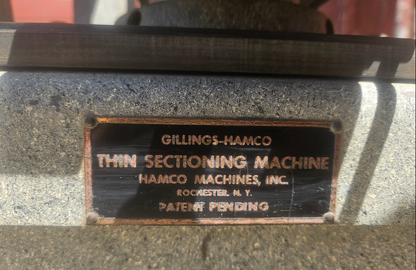 GILLINGS-HAMCO
THIN SECTIONING MACHINE
HAMCO MACHINES, INC.
ROCHESTER, N. Y.
PATENT PENDING